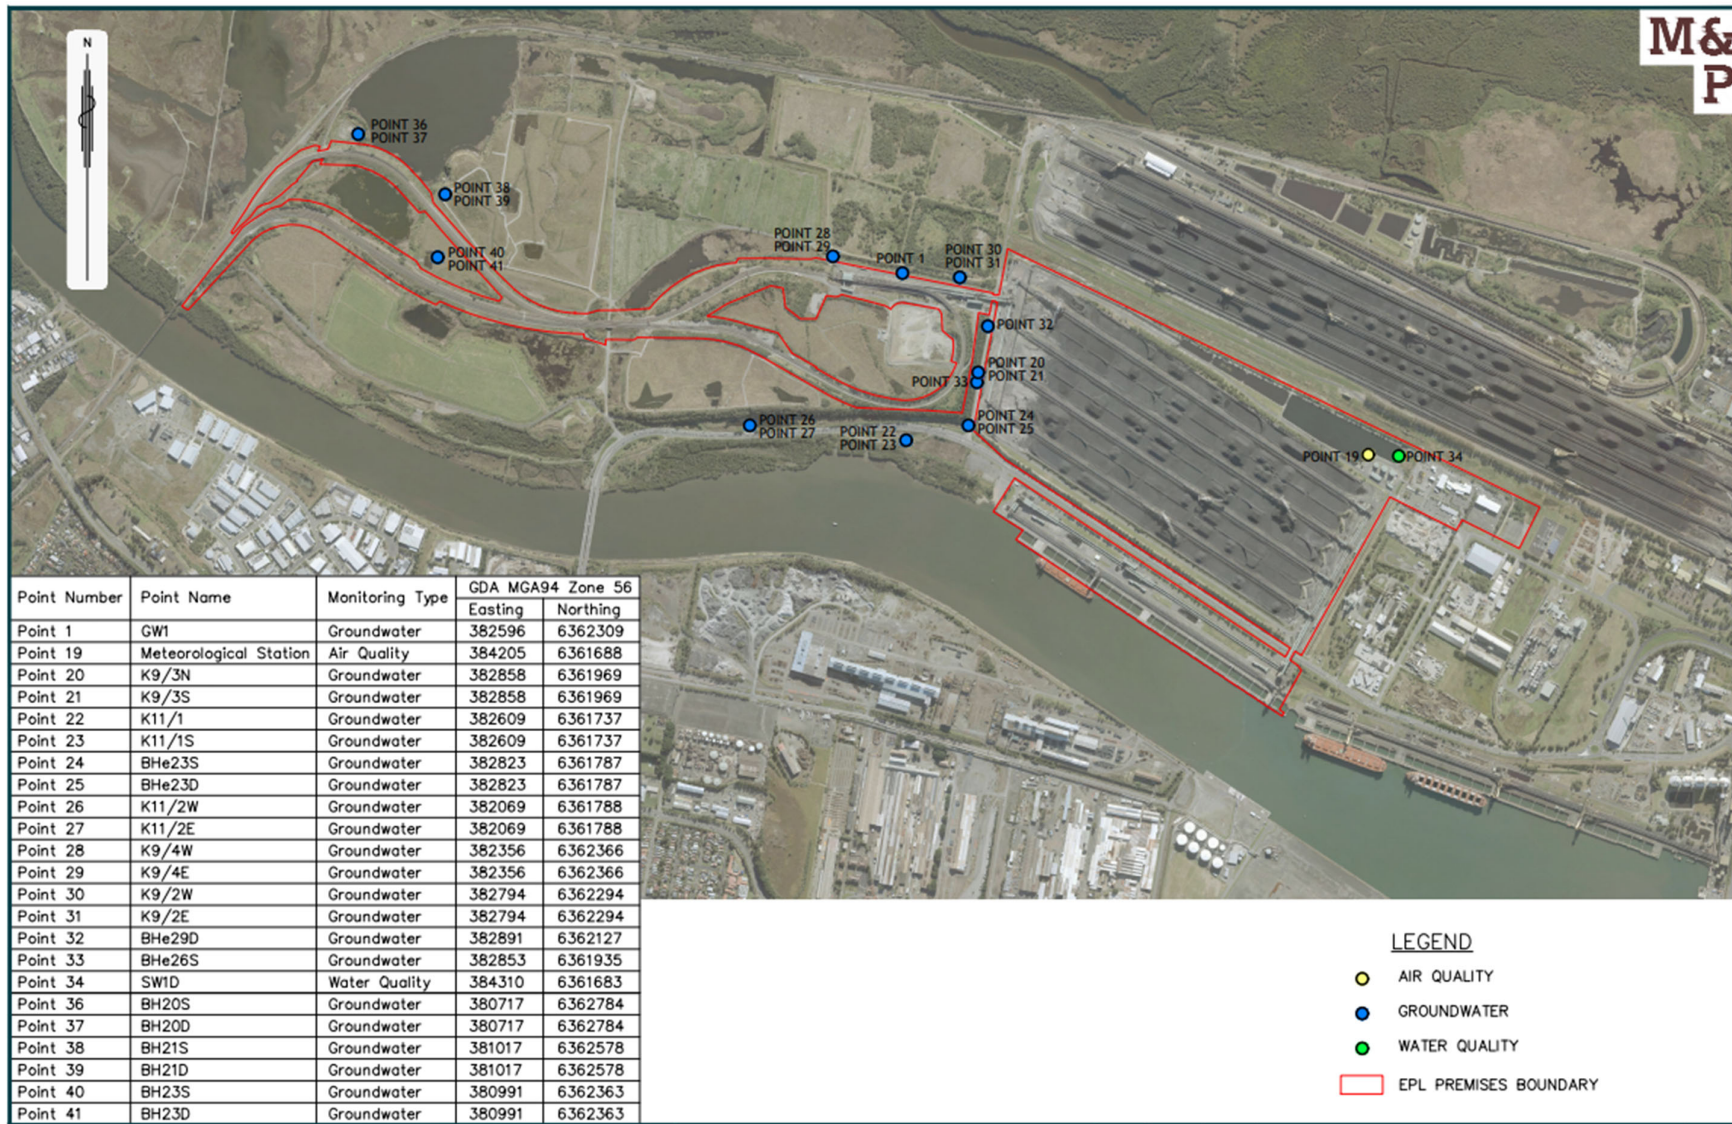 M&
P
N
POINT 36
POINT 37
POINT 38
POINT 39
POINT 40
POINT 41
POINT 28
POINT 29
POINT 1
POINT 30
POINT 31
POINT 32
POINT 20
POINT 21
POINT 33
POINT 24
POINT 25
POINT 26
POINT 27
POINT 22
POINT 23
POINT 19
POINT 34
Point Number Point Name Monitoring Type GDA MGA94 Zone 56
Easting Northing
Point 1 GW1 Groundwater 382596 6362309
Point 19 Meteorological Station Air Quality 384205 6361688
Point 20 K9/3N Groundwater 382858 6361969
Point 21 K9/3S Groundwater 382858 6361969
Point 22 K11/1 Groundwater 382609 6361737
Point 23 K11/1S Groundwater 382609 6361737
Point 24 BHe23S Groundwater 382823 6361787
Point 25 BHe23D Groundwater 382823 6361787
Point 26 K11/2W Groundwater 382069 6361788
Point 27 K11/2E Groundwater 382069 6361788
Point 28 K9/4W Groundwater 382356 6362366
Point 29 K9/4E Groundwater 382356 6362366
Point 30 K9/2W Groundwater 382794 6362294
Point 31 K9/2E Groundwater 382794 6362294
Point 32 BHe29D Groundwater 382891 6362127
Point 33 BHe26S Groundwater 382853 6361935
Point 34 SW1D Water Quality 384310 6361683
Point 36 BH20S Groundwater 380717 6362784
Point 37 BH20D Groundwater 380717 6362784
Point 38 BH21S Groundwater 381017 6362578
Point 39 BH21D Groundwater 381017 6362578
Point 40 BH23S Groundwater 380991 6362363
Point 41 BH23D Groundwater 380991 6362363
LEGEND
AIR QUALITY
GROUNDWATER
WATER QUALITY
EPL PREMISES BOUNDARY